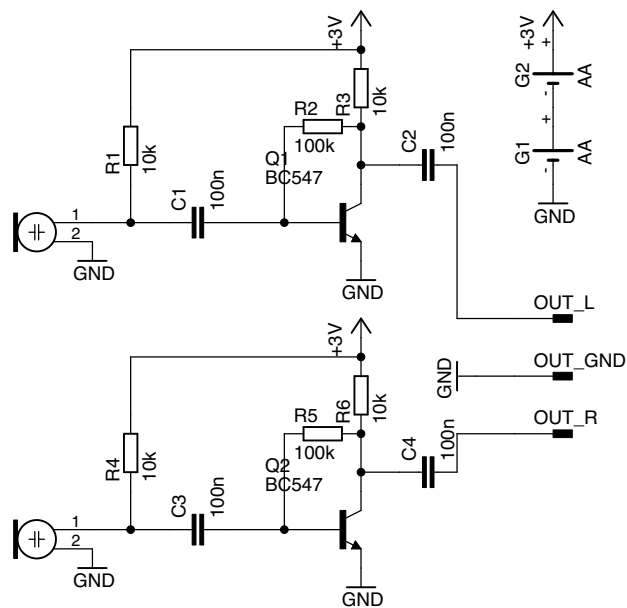 +3V
R3
10k
R2
100k
R1
10k
Q1
BC547
C1
100n
C2
100n
1
2
GND
GND
+3V
+
G2
AA
-
+
G1
AA
-
GND
OUT_L
GND
OUT_GND
OUT_R
+3V
R6
10k
R5
100k
R4
10k
Q2
BC547
C3
100n
C4
100n
1
2
GND
GND